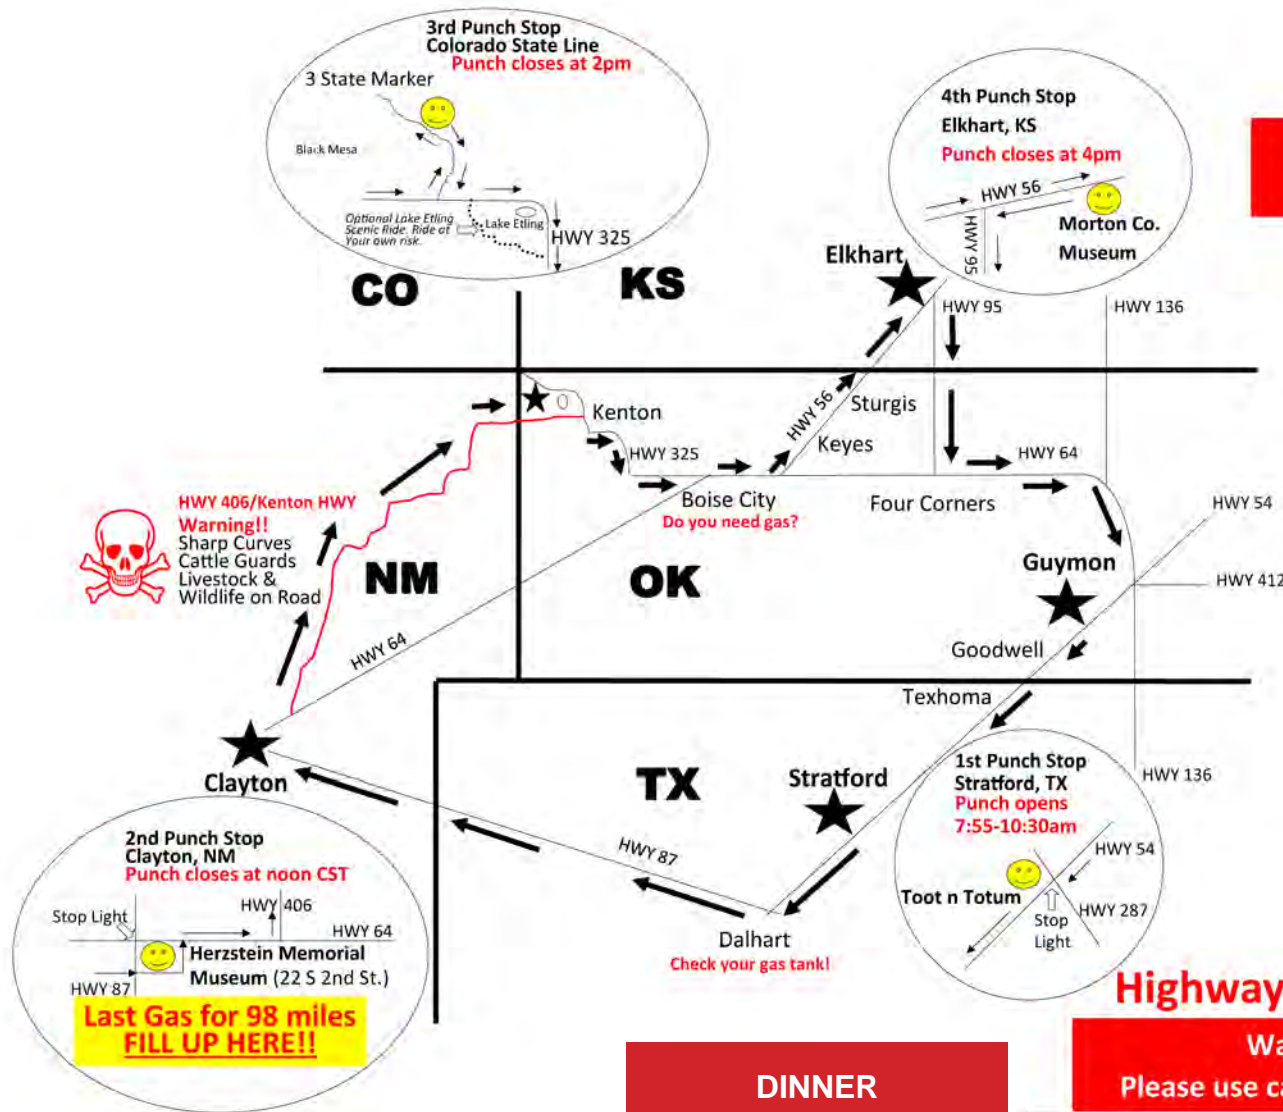 3rd Punch Stop
Colorado State Line
Punch closes at 2pm
3 State Marker
Black Mesa
Optional Lake Etling
Scenic Ride. Ride at
Your own risk.
Lake Etling
HWY 325
4th Punch Stop
Elkhart, KS
Punch closes at 4pm
HWY 56
HWY 95
Morton Co.
Museum
CO
KS
Elkhart
HWY 95
HWY 136
Kenton
HWY 325
HWY 56
Sturgis
Keyes
HWY 64
Boise City
Do you need gas?
Four Corners
HWY 54
HWY 406/Kenton HWY
Warning!!
Sharp Curves
Cattle Guards
Livestock &
Wildlife on Road
NM
OK
Guymon
HWY 412
HWY 64
Goodwell
Texhoma
Clayton
TX
Stratford
HWY 136
1st Punch Stop
Stratford, TX
Punch opens
7:55-10:30am
HWY 54
Toot n Totum
Stop
Light
HWY 287
HWY 87
Dalhart
Check your gas tank!
2nd Punch Stop
Clayton, NM
Punch closes at noon CST
Stop Light
HWY 406
HWY 64
Herzstein Memorial
Museum (22 S 2nd St.)
HWY 87
Last Gas for 98 miles
FILL UP HERE!!
Highway
DINNER
Please use